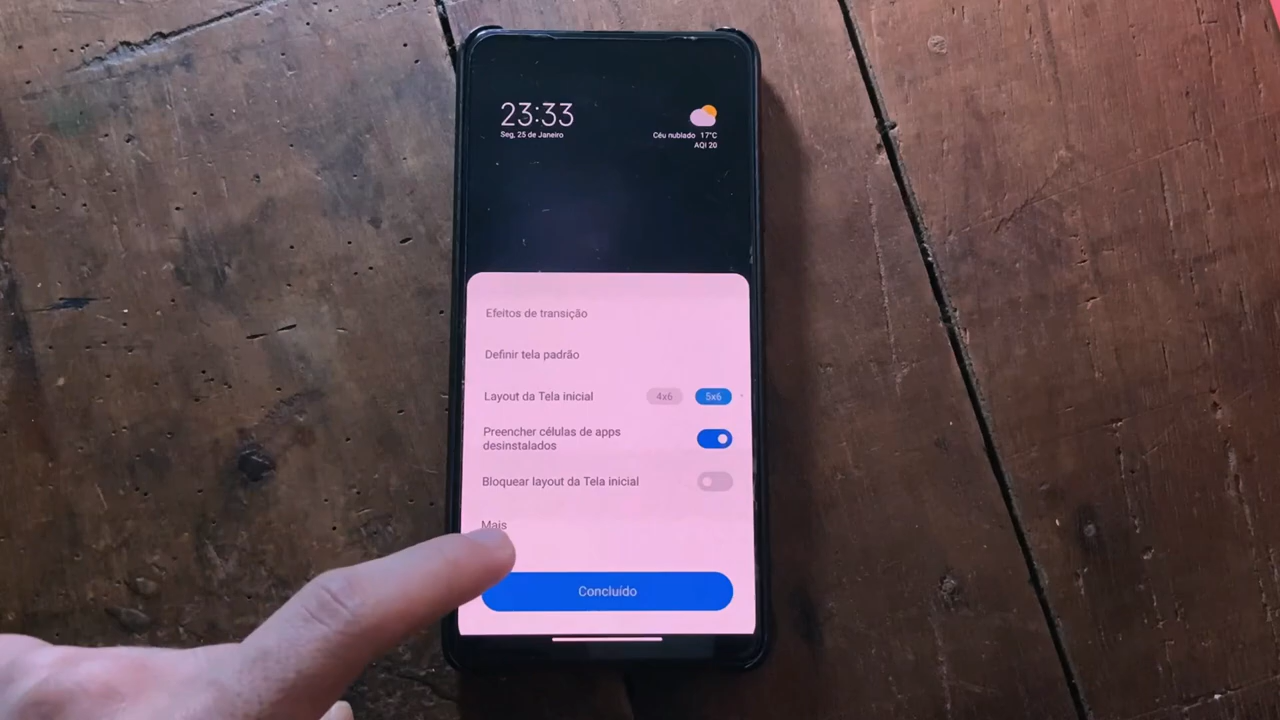 23:33
Seg, 25 de Janeiro
Céu nublado 17°C
AQI 20
Efeitos de transição
Definir tela padrão
Layout da Tela inicial 4x6 5x6
Preencher células de apps
desinstalados
Bloquear layout da Tela inicial
Mais
Concluído